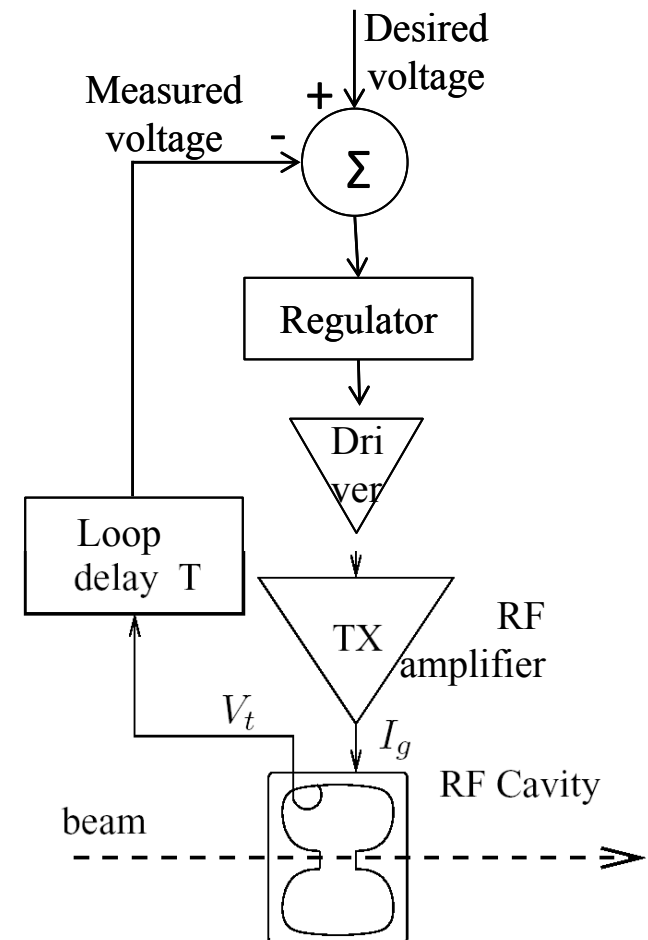 Desired
voltage
Measured
voltage
+
-
Σ
Regulator
Dri
ver
Loop
delay T
TX
RF
amplifier
V_t
I_g
RF Cavity
beam